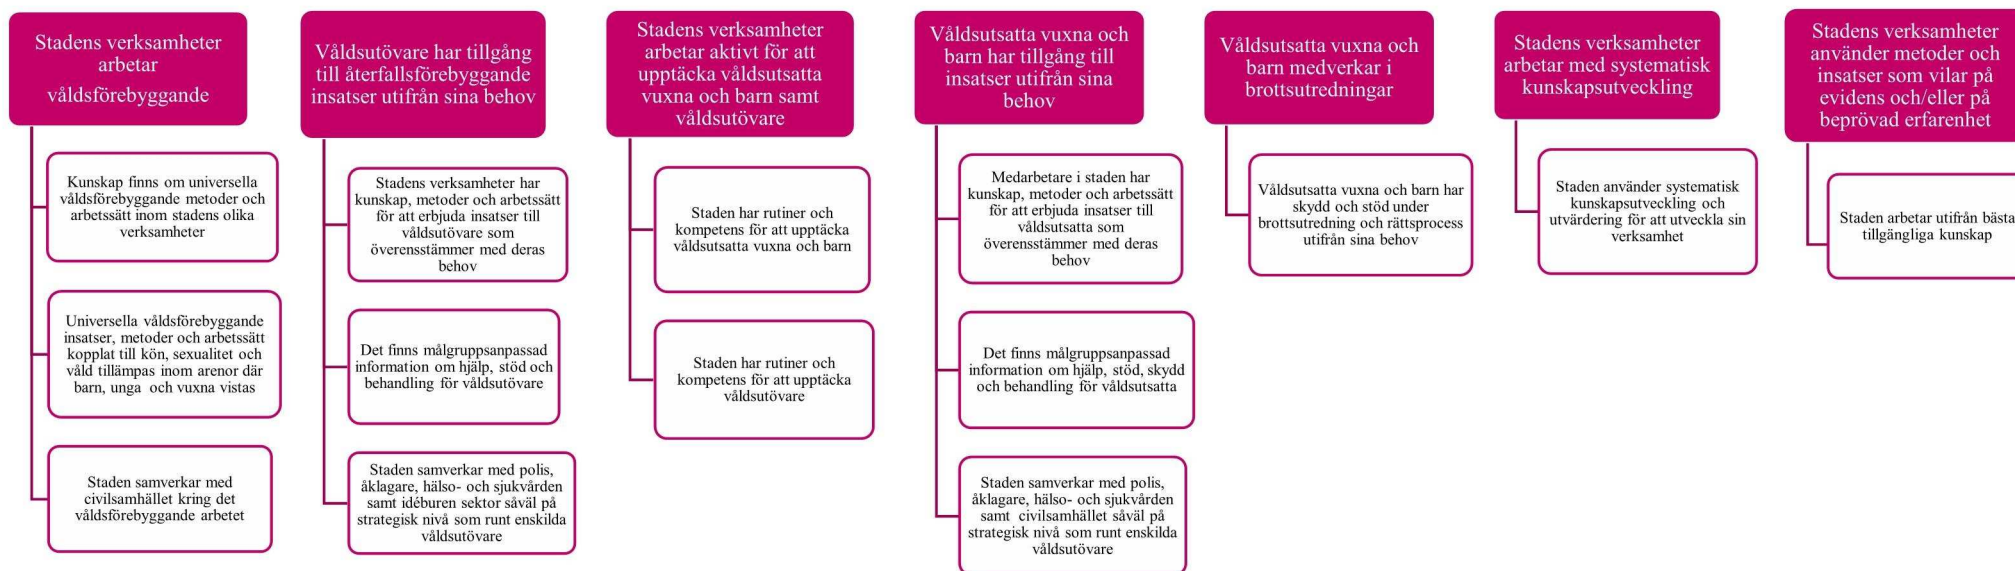 Stadens verksamheter
arbetar
våldsförebyggande
Kunskap finns om universella
våldsförebyggande metoder och
arbetssätt inom stadens olika
verksamheter
Universella våldsförebyggande
insatser, metoder och arbetssätt
kopplat till kön, sexualitet och
våld tillämpas inom arenor där
barn, unga och vuxna vistas
Staden samverkar med
civilsamhället kring det
våldsförebyggande arbetet
Våldsutövare har tillgång
till återfallsförebyggande
insatser utifrån sina behov
Stadens verksamheter har
kunskap, metoder och arbetssätt
för att erbjuda insatser till
våldsutövare som
överensstämmer med deras
behov
Det finns målgruppsanpassad
information om hjälp, stöd och
behandling för våldsutövare
Staden samverkar med polis,
åklagare, hälso- och sjukvården
samt idéburen sektor såväl på
strategisk nivå som runt enskilda
våldsutövare
Stadens verksamheter
arbetar aktivt för att
upptäcka våldsutsatta
vuxna och barn samt
våldsutövare
Staden har rutiner och
kompetens för att upptäcka
våldsutsatta vuxna och barn
Staden har rutiner och
kompetens för att upptäcka
våldsutövare
Våldsutsatta vuxna och
barn har tillgång till
insatser utifrån sina
behov
Medarbetare i staden har
kunskap, metoder och arbetssätt
för att erbjuda insatser till
våldsutsatta som
överensstämmer med deras
behov
Det finns målgruppsanpassad
information om hjälp, stöd, skydd
och behandling för våldsutsatta
Staden samverkar med polis,
åklagare, hälso- och sjukvården
samt civilsamhället såväl på
strategisk nivå som runt enskilda
våldsutövare
Våldsutsatta vuxna och
barn medverkar i
brottsutredningar
Våldsutsatta vuxna och barn har
skydd och stöd under
brottsutredning och rättsprocess
utifrån sina behov
Stadens verksamheter
arbetar med systematisk
kunskapsutveckling
Staden använder systematisk
kunskapsutveckling och
utvärdering för att utveckla sin
verksamhet
Stadens verksamheter
använder metoder och
insatser som vilar på
evidens och/eller på
beprövad erfarenhet
Staden arbetar utifrån bästa
tillgängliga kunskap